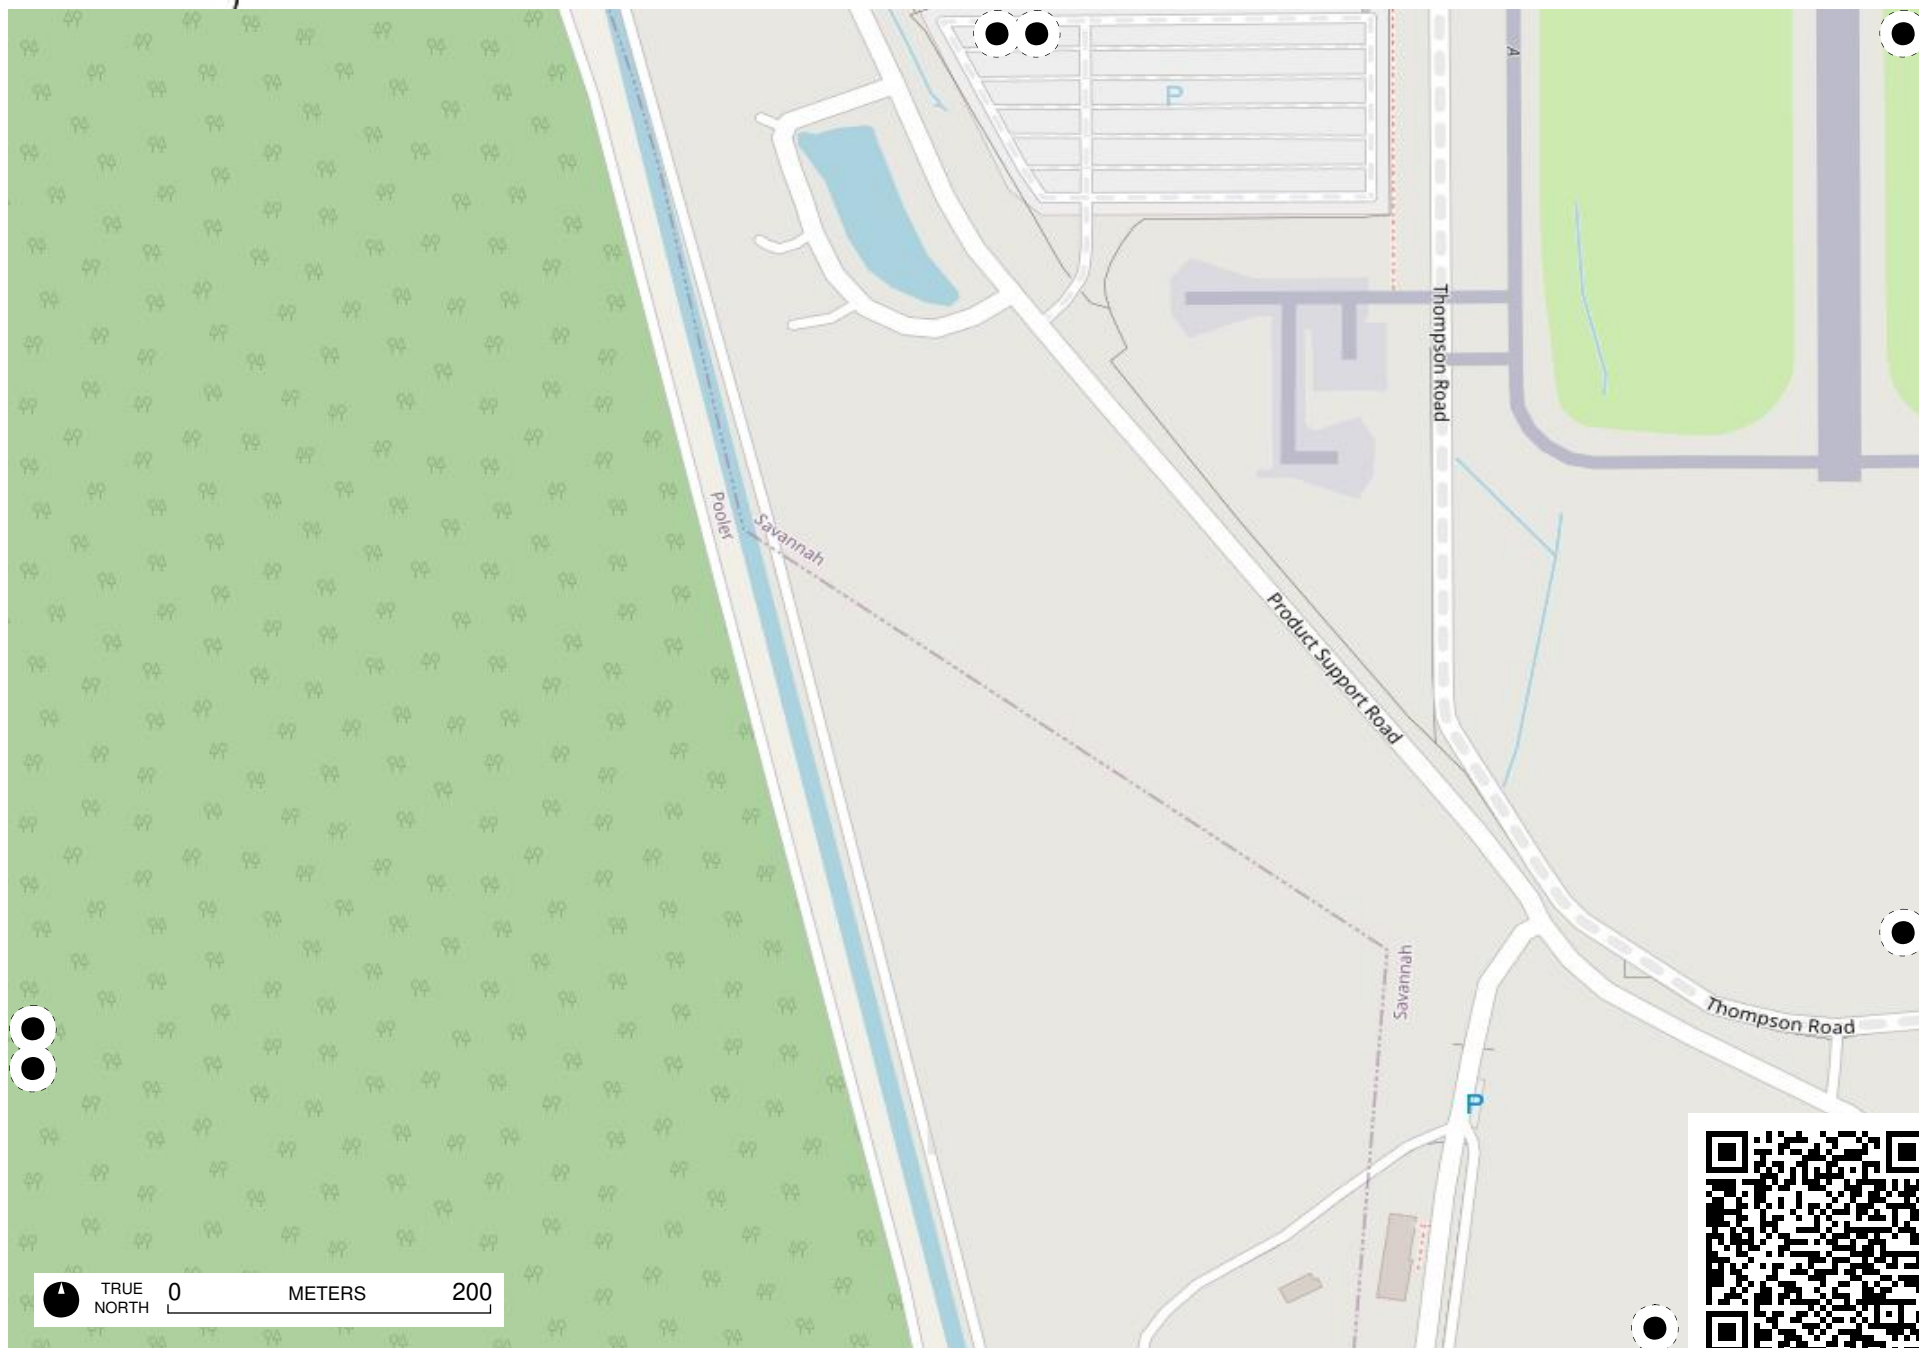 A
P
Thompson Road
Pooler
Savannah
Product Support Road
Savannah
Thompson Road
P
TRUE
NORTH
0 METERS 200